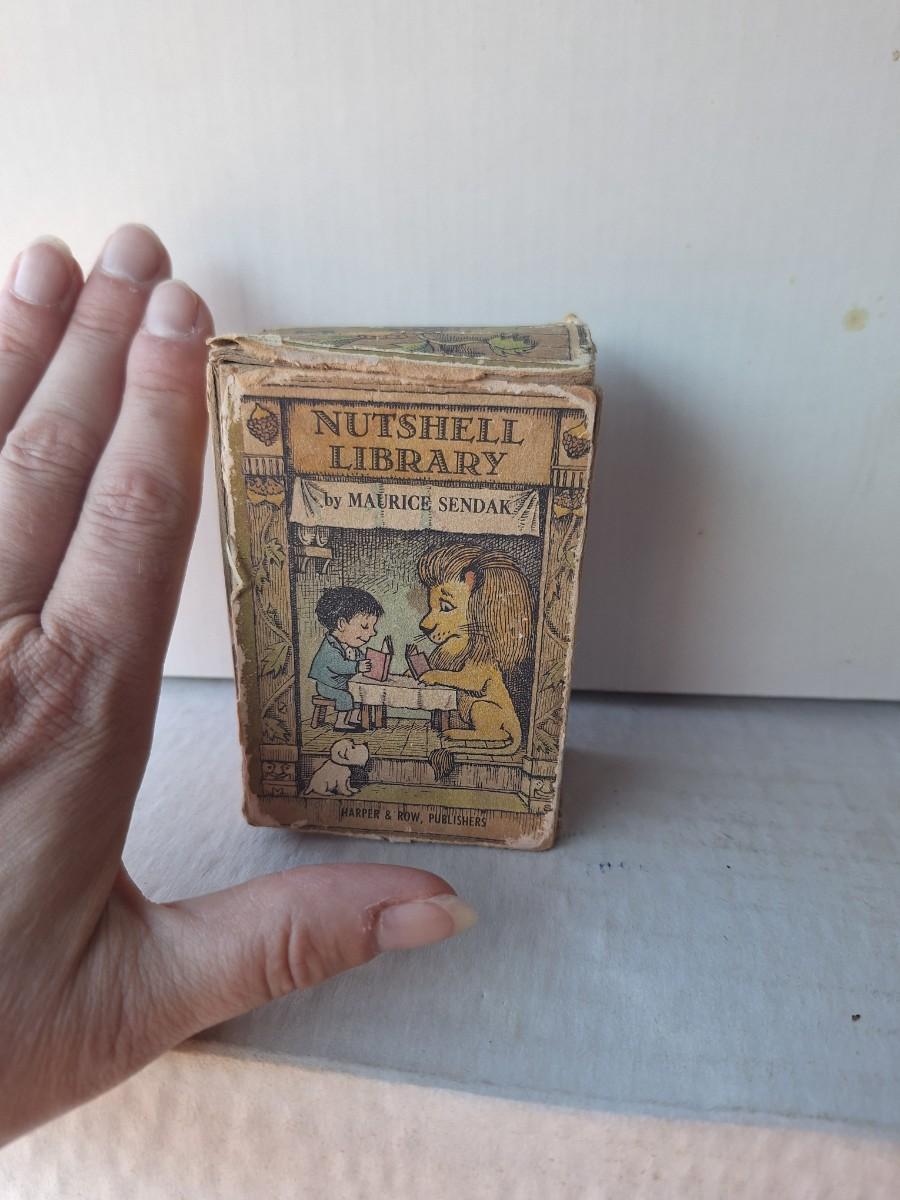 NUTSHELL
LIBRARY
by MAURICE SENDAK
HARPER & ROW, PUBLISHERS